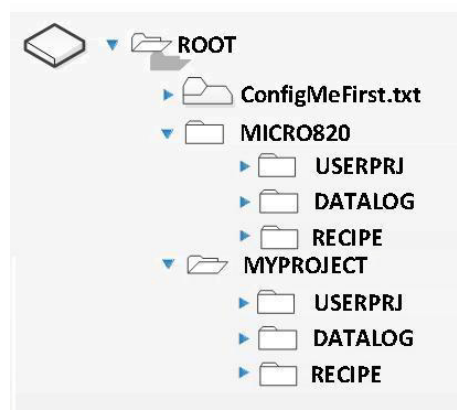 ROOT
ConfigMeFirst.txt
MICRO820
USERPRJ
DATALOG
RECIPE
MYPROJECT
USERPRJ
DATALOG
RECIPE